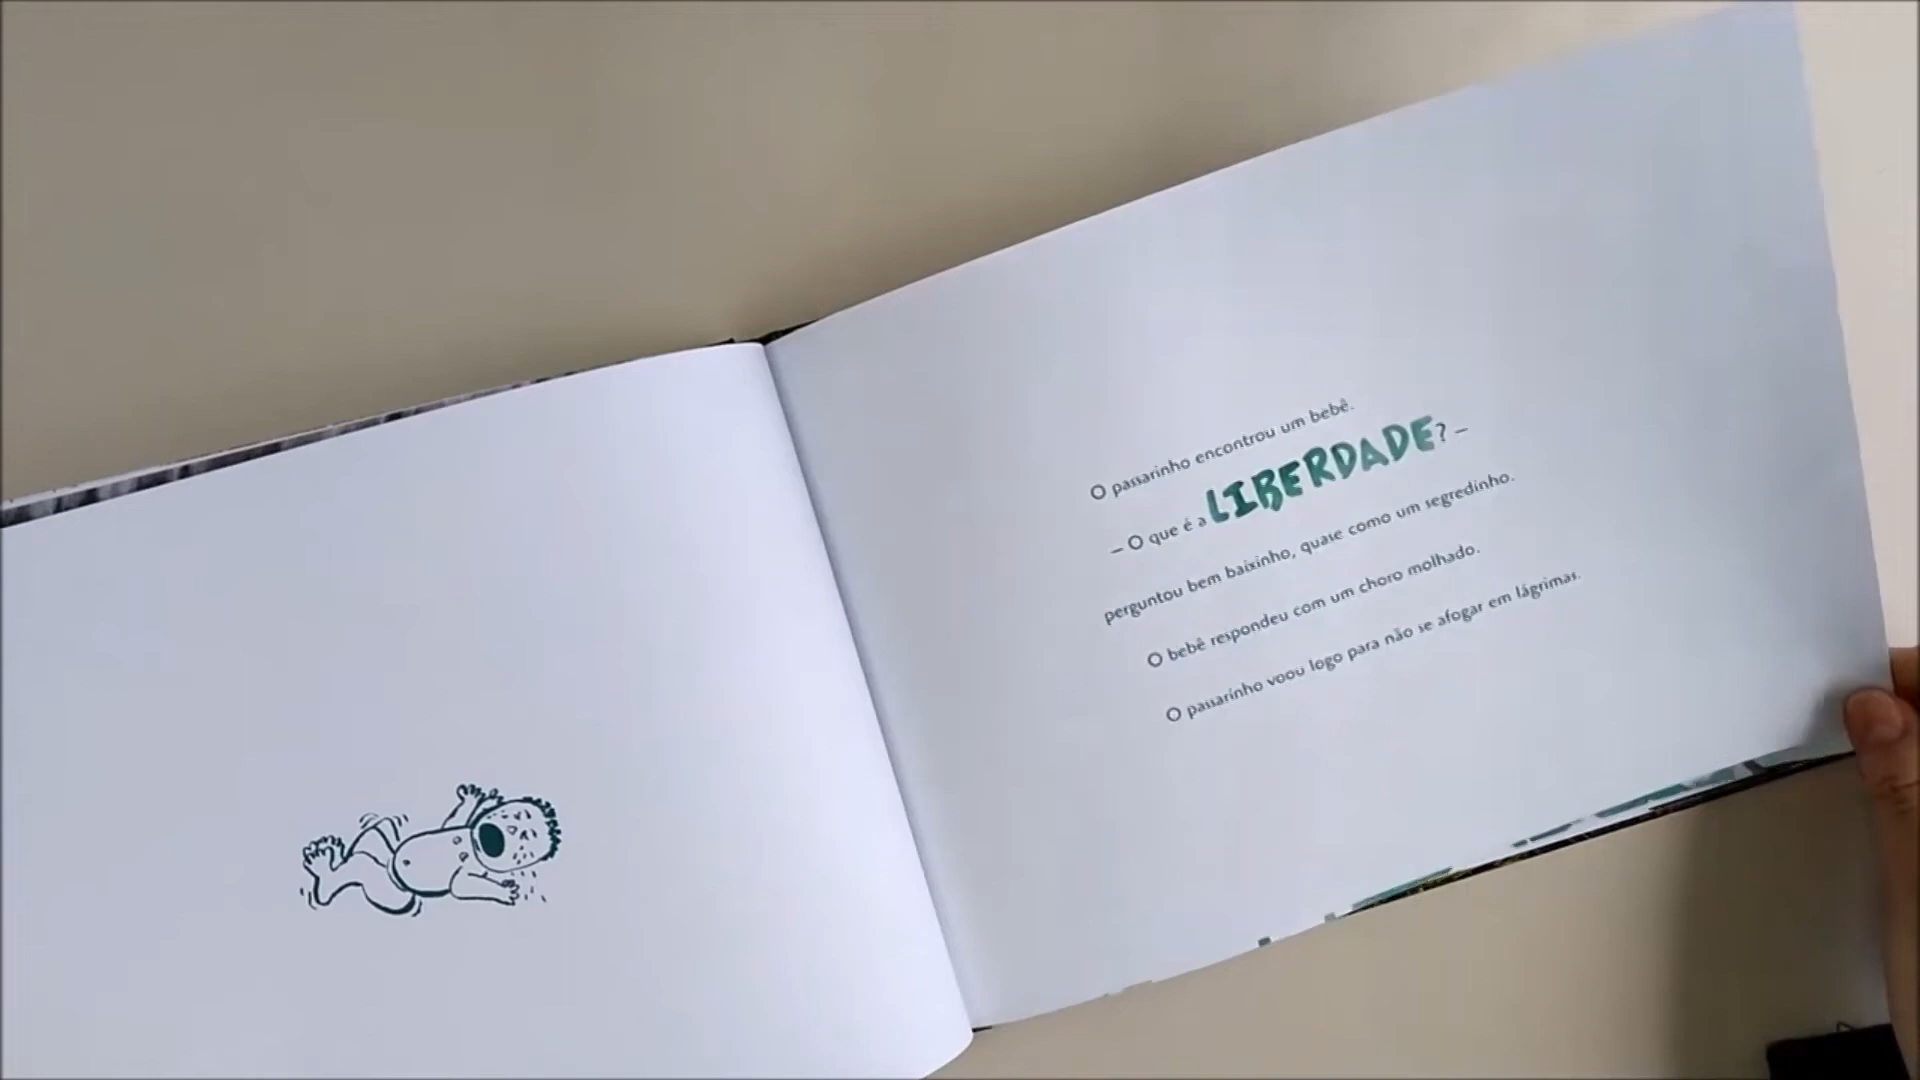 O passarinho encontrou um bebê.
– O que é a LIBERDADE? –
perguntou bem baixinho, quase como um segredinho.
O bebê respondeu com um choro molhado.
O passarinho voou logo para não se afogar em lágrimas.